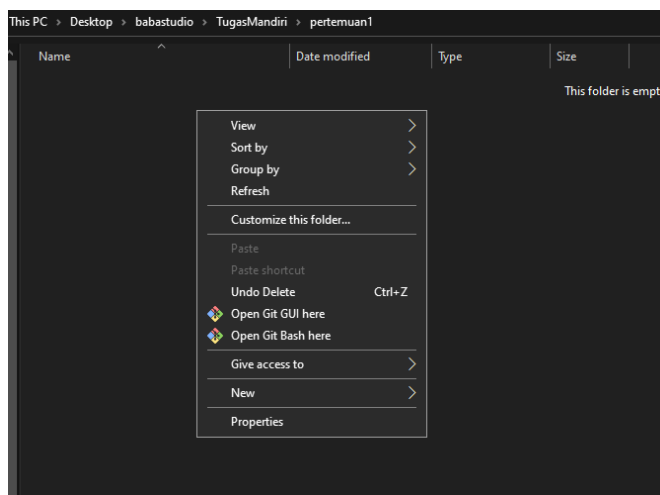 This PC > Desktop > babastudio > TugasMandiri > pertemuan1
Name Date modified Type Size
This folder is empt
View
Sort by
Group by
Refresh
Customize this folder...
Paste
Paste shortcut
Undo Delete Ctrl+Z
Open Git GUI here
Open Git Bash here
Give access to
New
Properties